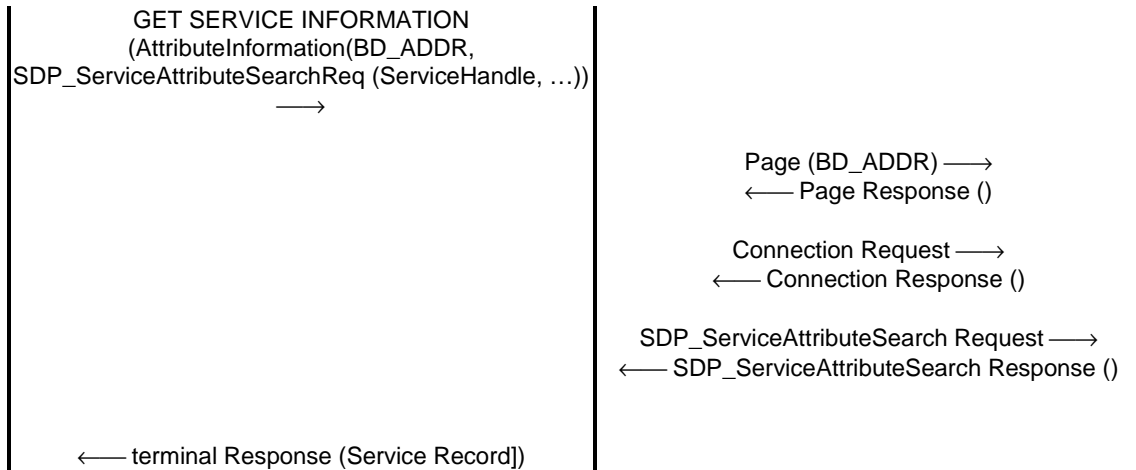 GET SERVICE INFORMATION
(AttributeInformation(BD_ADDR,
SDP_ServiceAttributeSearchReq (ServiceHandle, …))
⟶
Page (BD_ADDR) ⟶
⟵ Page Response ()
Connection Request ⟶
⟵ Connection Response ()
SDP_ServiceAttributeSearch Request ⟶
⟵ SDP_ServiceAttributeSearch Response ()
⟵ terminal Response (Service Record])